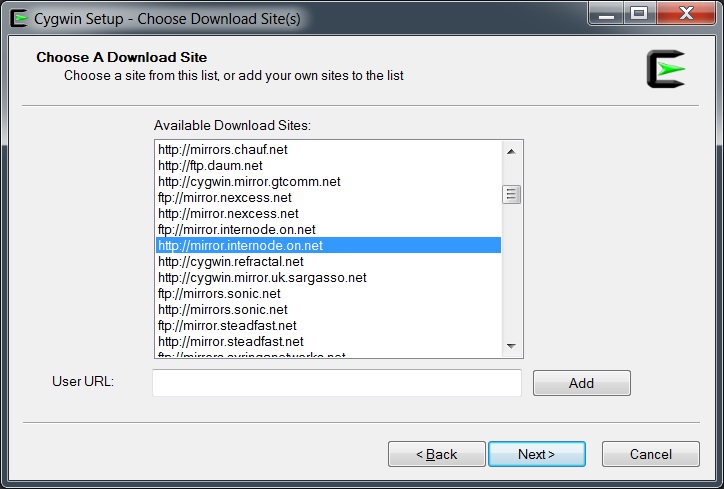 Cygwin Setup - Choose Download Site(s)
Choose A Download Site
Choose a site from this list, or add your own sites to the list
Available Download Sites:
http://mirrors.chauf.net
http://ftp.daum.net
http://cygwin.mirror.gtcomm.net
ftp://mirror.nexcess.net
http://mirror.nexcess.net
ftp://mirror.internode.on.net
http://mirror.internode.on.net
http://cygwin.refractal.net
http://cygwin.mirror.uk.sargasso.net
ftp://mirrors.sonic.net
http://mirrors.sonic.net
ftp://mirror.steadfast.net
http://mirror.steadfast.net
User URL:
Add
< Back
Next >
Cancel